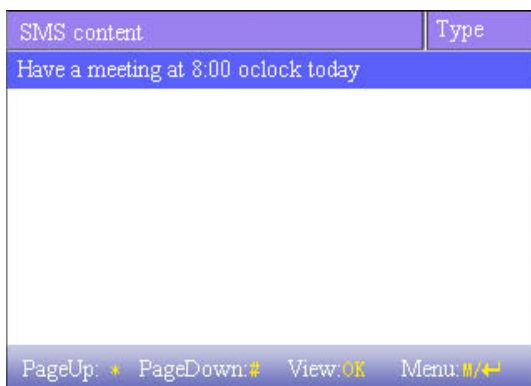 SMS content Type
Have a meeting at 8:00 oclock today
PageUp: * PageDown:# View:OK Menu:M/↵